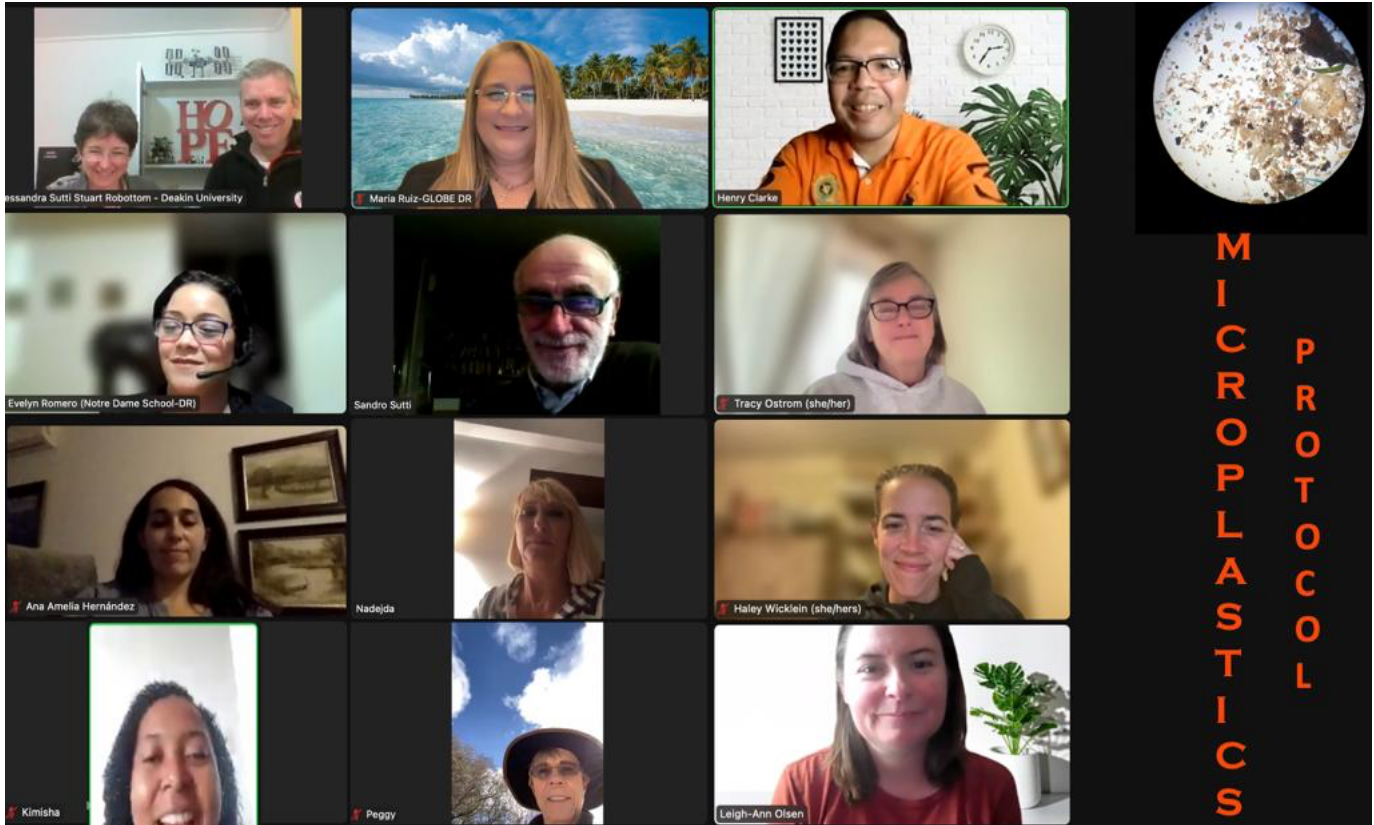 HO
PE
essandra Sutti Stuart Robottom - Deakin University
Maria Ruiz-GLOBE DR
Henry Clarke
Evelyn Romero (Notre Dame School-DR)
Sandro Sutti
Tracy Ostrom (she/her)
Ana Amelia Hernández
Nadejda
Haley Wicklein (she/hers)
Kimisha
Peggy
Leigh-Ann Olsen
MICROPLASTICS
PROTOCOL